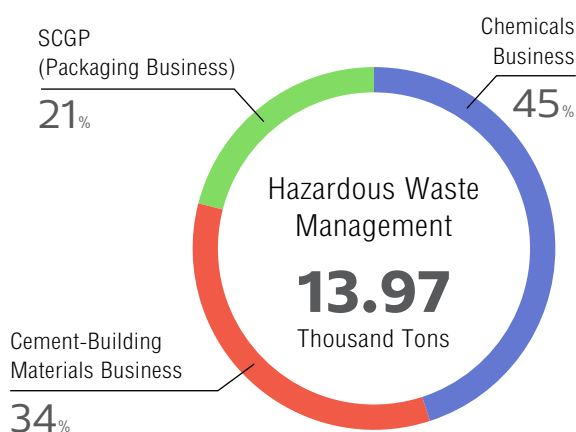 SCGP
(Packaging Business)
21%
Chemicals
Business
45%
Hazardous Waste
Management
13.97
Thousand Tons
Cement-Building
Materials Business
34%